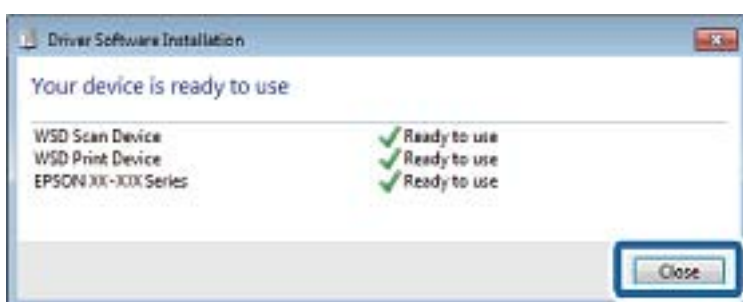 Driver Software Installation
Your device is ready to use
WSD Scan Device Ready to use
WSD Print Device Ready to use
EPSON XX-XXX Series Ready to use
Close